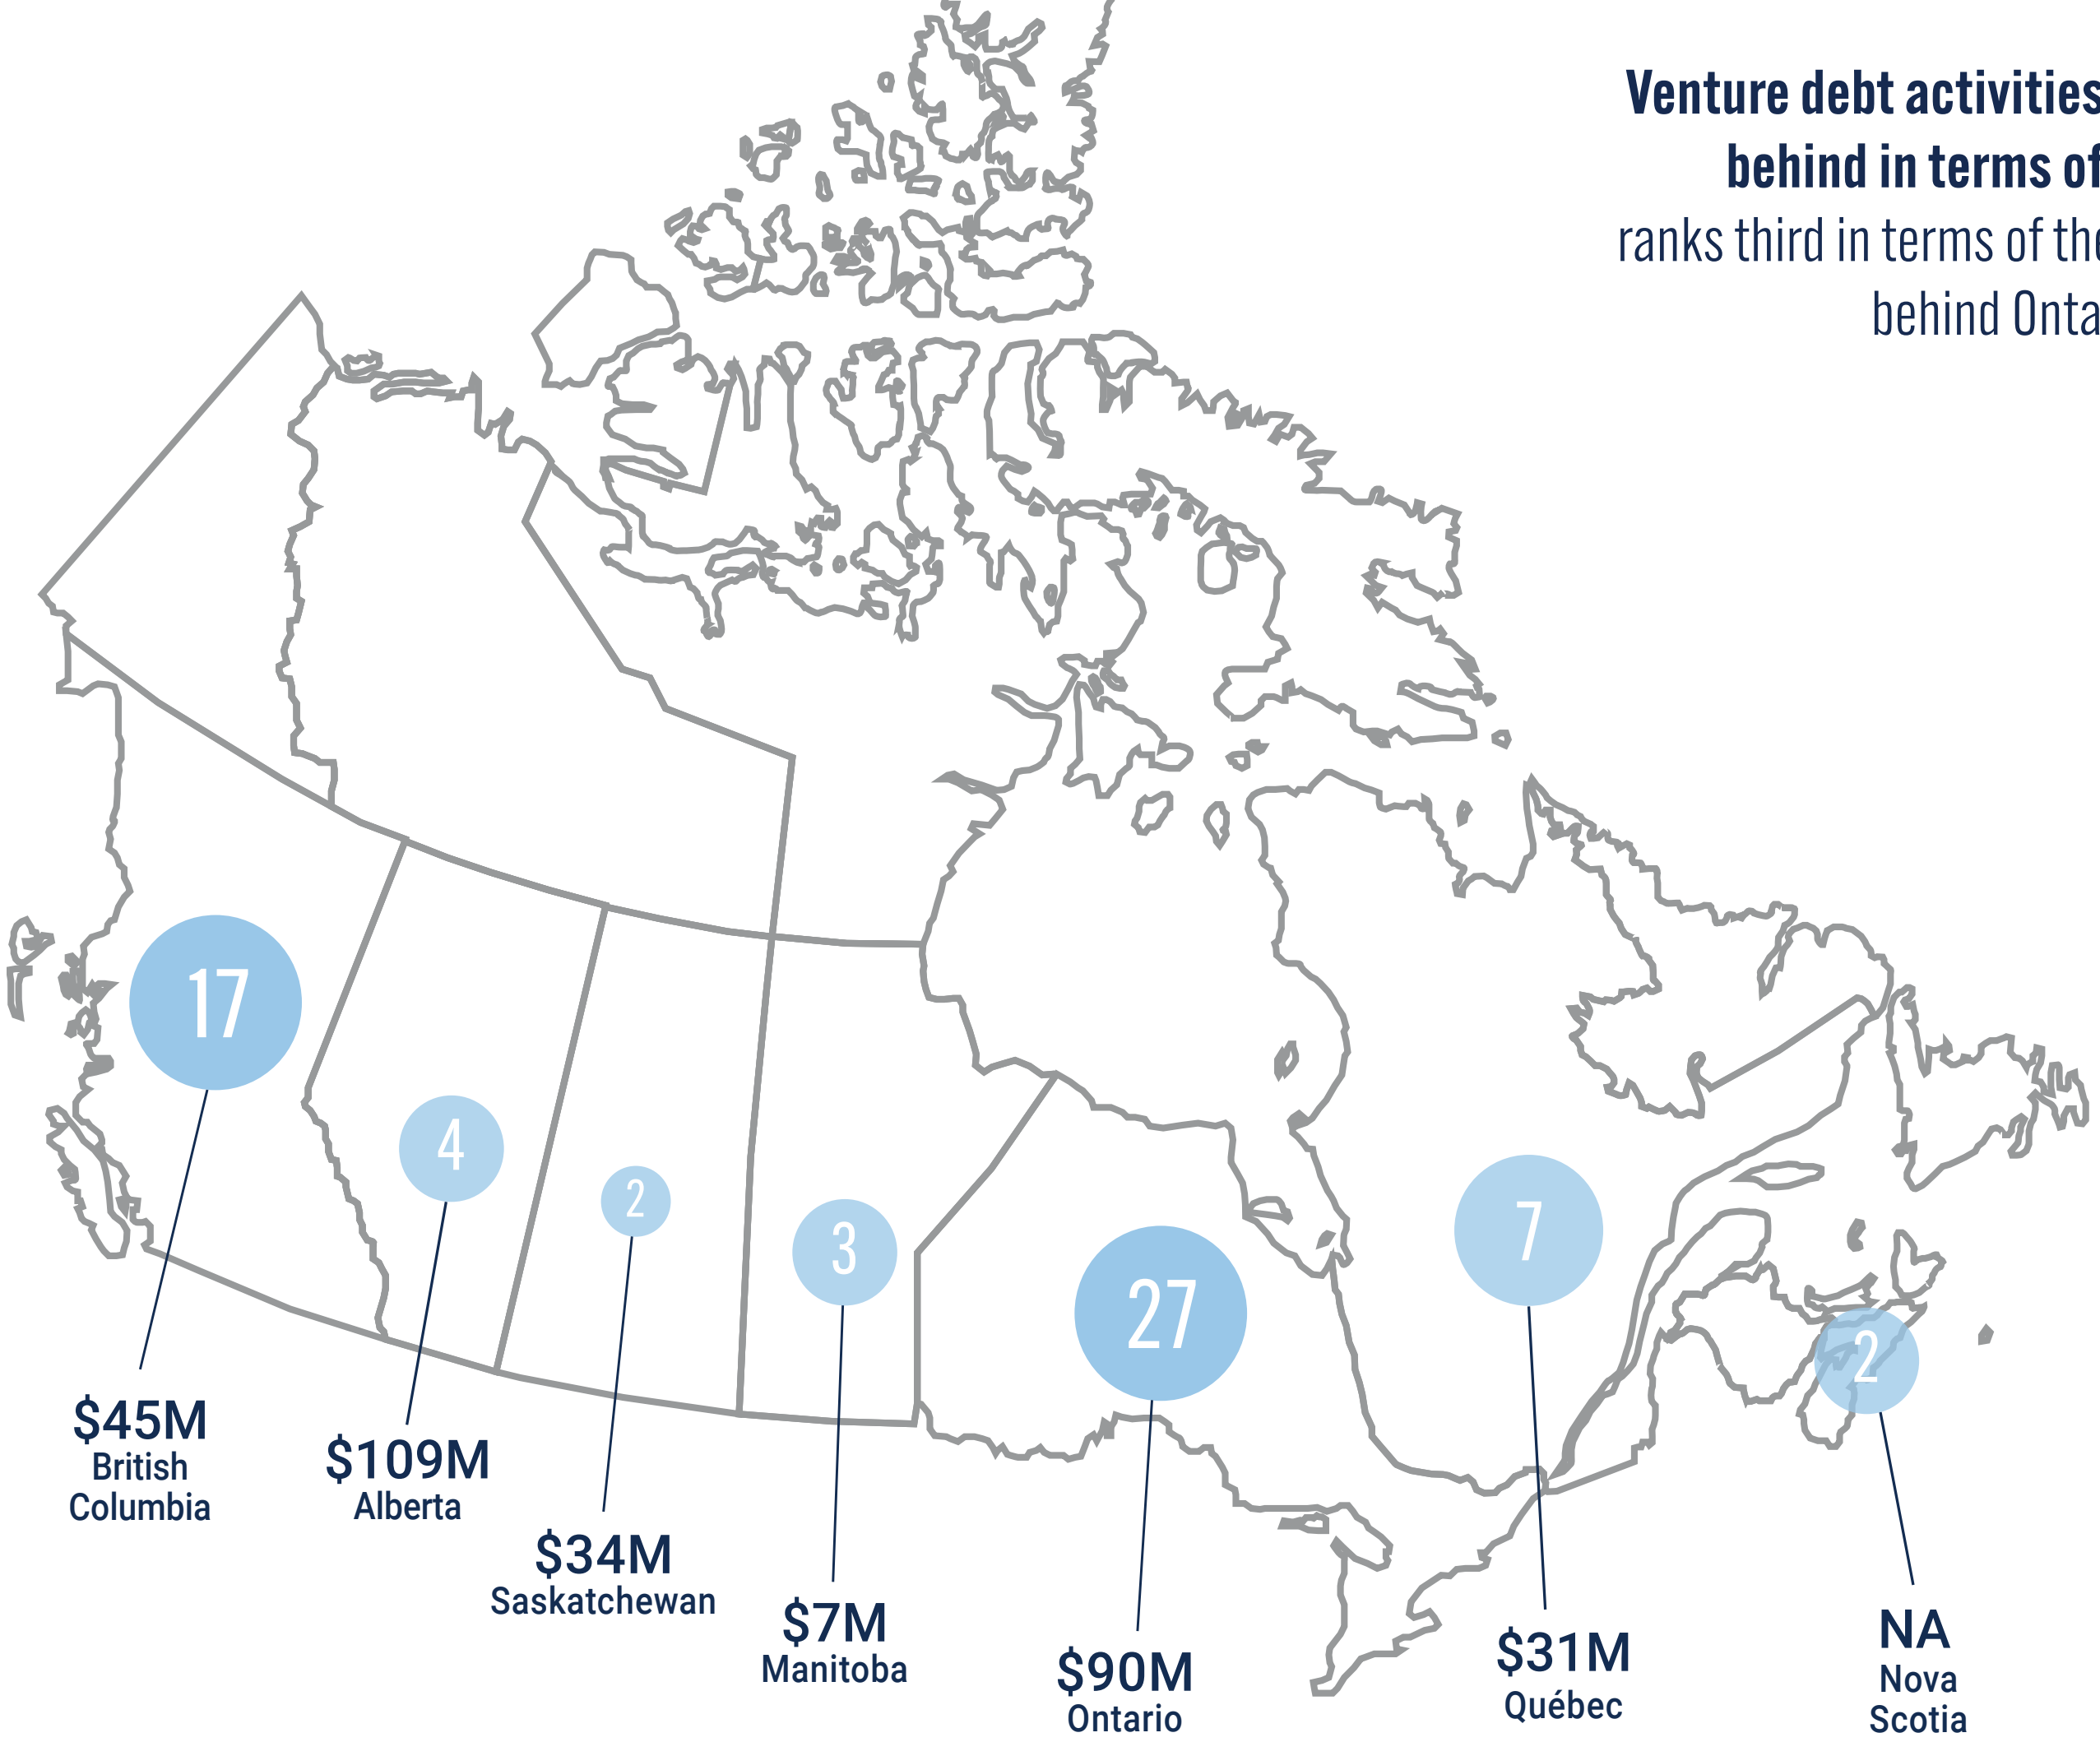 Venture debt activities
behind in terms of
ranks third in terms of the
behind Onta
17
4
2
3
27
7
2
$45M
British
Columbia
$109M
Alberta
$34M
Saskatchewan
$7M
Manitoba
$90M
Ontario
$31M
Québec
NA
Nova
Scotia